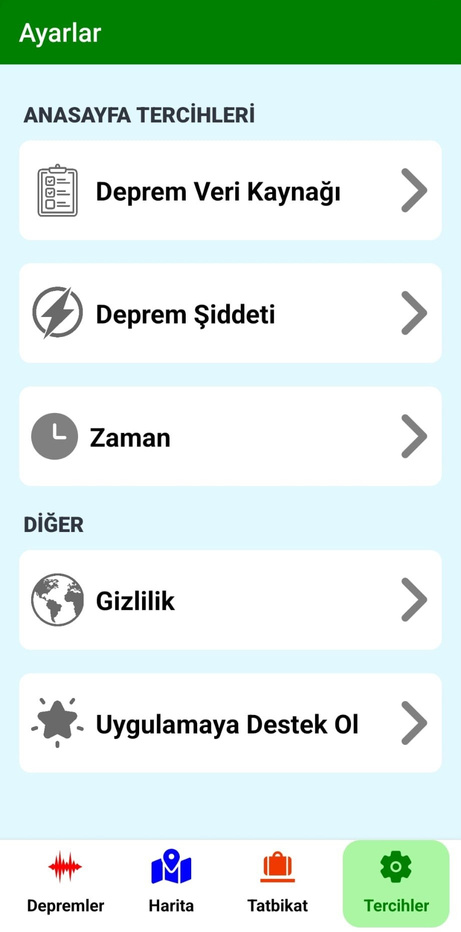 Ayarlar
ANASAYFA TERCİHLERİ
Deprem Veri Kaynağı
Deprem Şiddeti
Zaman
DİĞER
Gizlilik
Uygulamaya Destek Ol
Depremler
Harita
Tatbikat
Tercihler